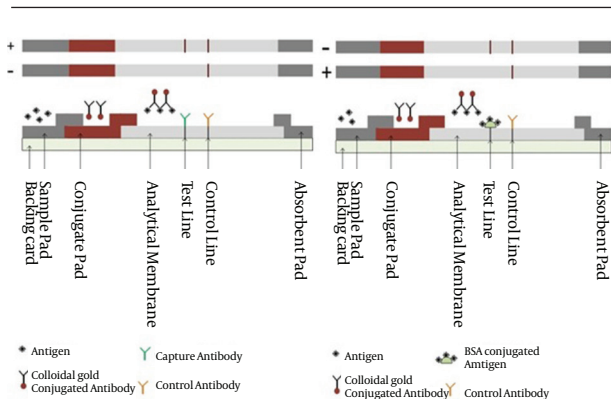 +
-
Backing card
Sample Pad
Conjugate Pad
Analytical Membrane
Test Line
Control Line
Absorbent Pad
Antigen
Capture Antibody
Colloidal gold
Conjugated Antibody
Control Antibody
-
+
Backing card
Sample Pad
Conjugate Pad
Analytical Membrane
Test Line
Control Line
Absorbent Pad
Antigen
BSA conjugated
Amtigen
Colloidal gold
Conjugated Antibody
Control Antibody